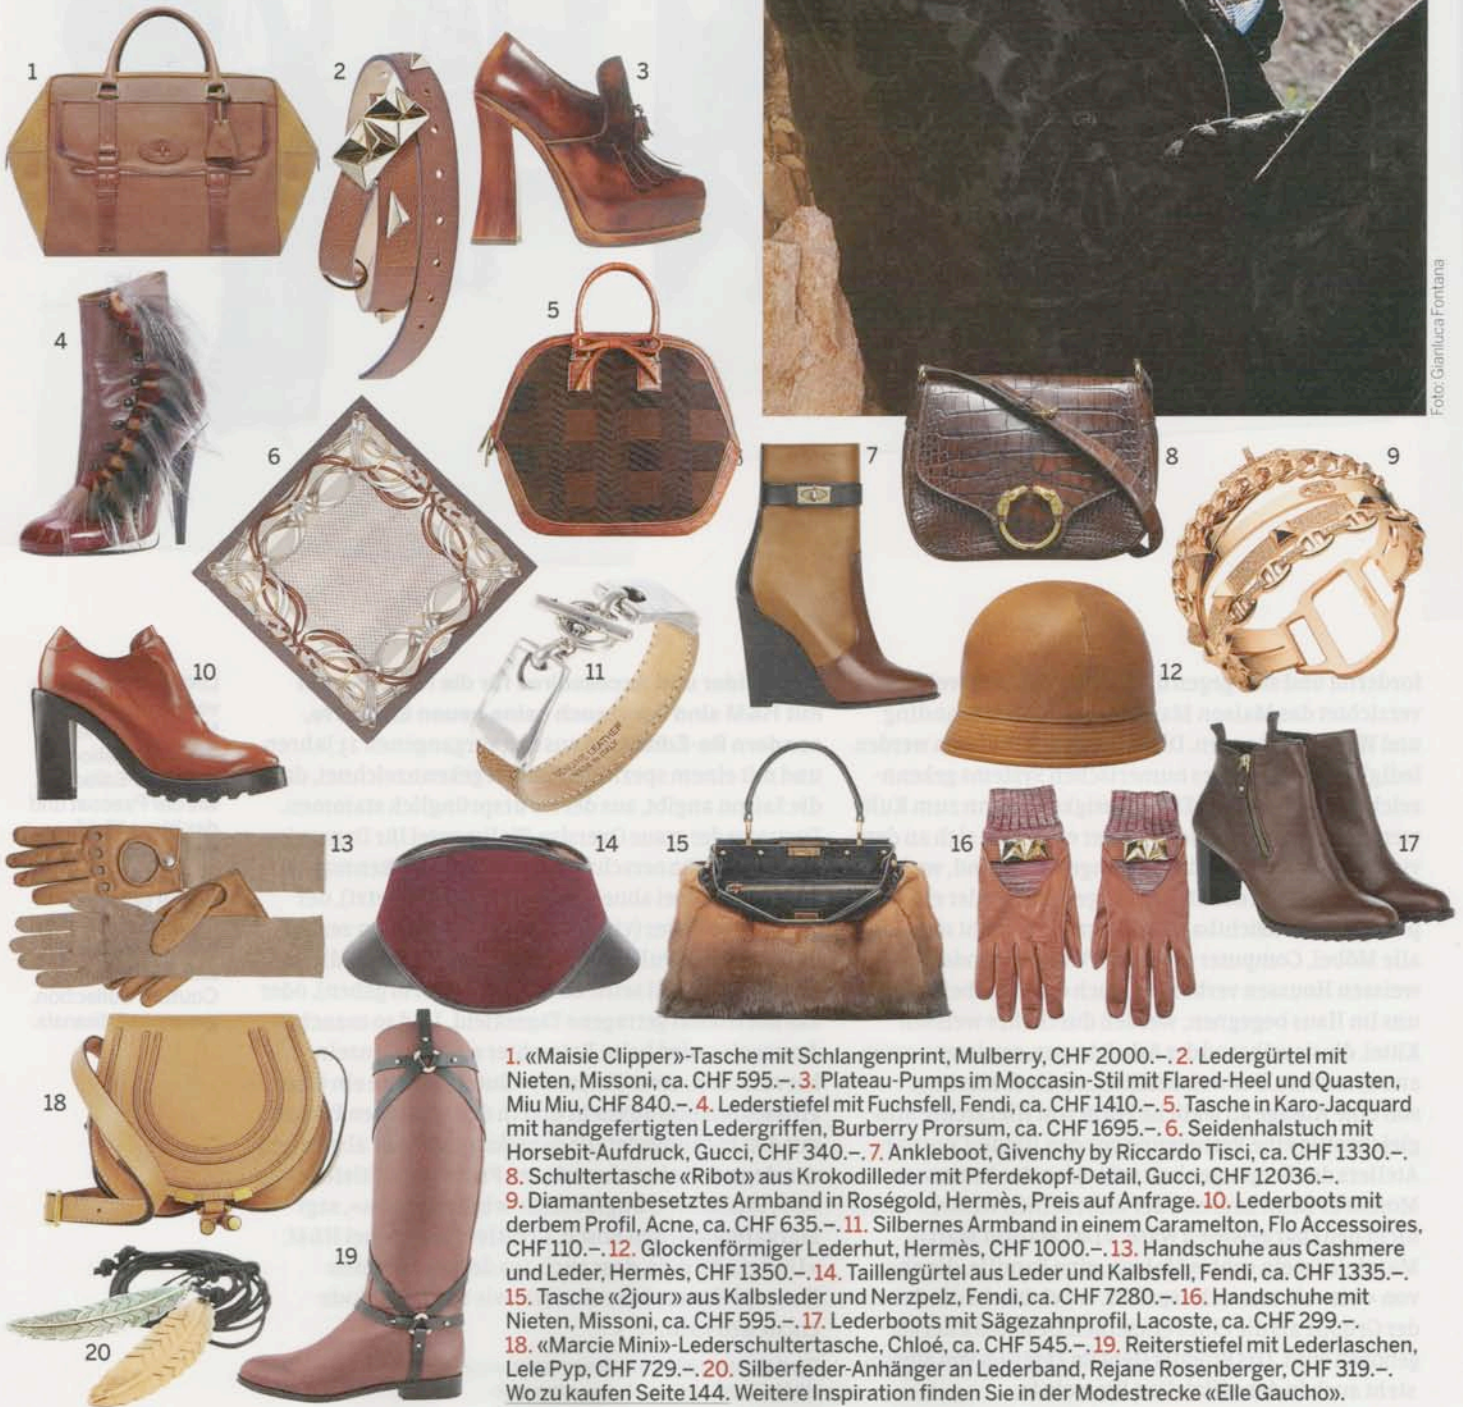 1
2
3
4
5
6
7
8
9
10
11
12
13
14
15
16
17
18
19
20
Foto: Gianluca Fontana
GENUINE LEATHER
MADE IN ITALY
1. «Maisie Clipper»-Tasche mit Schlangenprint, Mulberry, CHF 2000.–. 2. Ledergürtel mit
Nieten, Missoni, ca. CHF 595.–. 3. Plateau-Pumps im Moccasin-Stil mit Flared-Heel und Quasten,
Miu Miu, CHF 840.–. 4. Lederstiefel mit Fuchsfell, Fendi, ca. CHF 1410.–. 5. Tasche in Karo-Jacquard
mit handgefertigten Ledergriffen, Burberry Prorsum, ca. CHF 1695.–. 6. Seidenhalstuch mit
Horsebit-Aufdruck, Gucci, CHF 340.–. 7. Ankleboot, Givenchy by Riccardo Tisci, ca. CHF 1330.–.
8. Schultertasche «Ribot» aus Krokodilleder mit Pferdekopf-Detail, Gucci, CHF 12036.–.
9. Diamantenbesetztes Armband in Roségold, Hermès, Preis auf Anfrage. 10. Lederboots mit
derbem Profil, Acne, ca. CHF 635.–. 11. Silbernes Armband in einem Caramelton, Flo Accessoires,
CHF 110.–. 12. Glockenförmiger Lederhut, Hermès, CHF 1000.–. 13. Handschuhe aus Cashmere
und Leder, Hermès, CHF 1350.–. 14. Taillengürtel aus Leder und Kalbsfell, Fendi, ca. CHF 1335.–.
15. Tasche «2jour» aus Kalbsleder und Nerzpelz, Fendi, ca. CHF 7280.–. 16. Handschuhe mit
Nieten, Missoni, ca. CHF 595.–. 17. Lederboots mit Sägezahnprofil, Lacoste, ca. CHF 299.–.
18. «Marcie Mini»-Lederschultertasche, Chloé, ca. CHF 545.–. 19. Reiterstiefel mit Lederlaschen,
Lele Pyp, CHF 729.–. 20. Silberfeder-Anhänger an Lederband, Rejane Rosenberger, CHF 319.–.
Wo zu kaufen Seite 144. Weitere Inspiration finden Sie in der Modestrecke «Elle Gaucho».